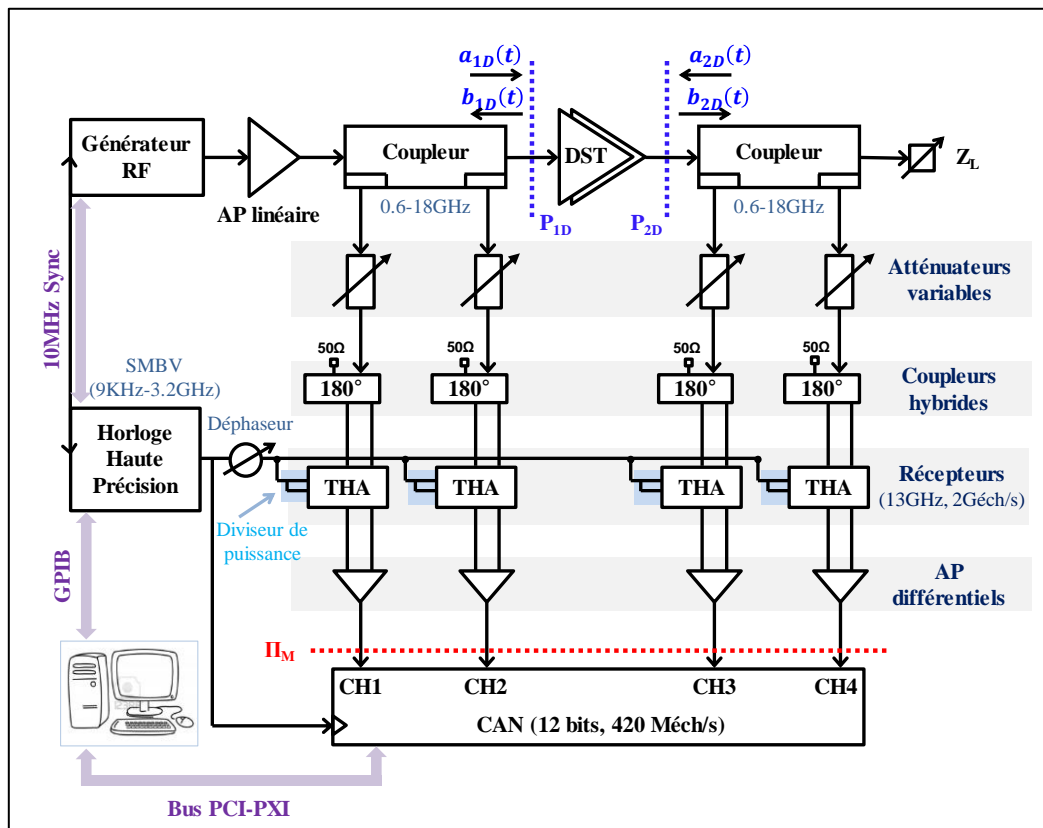 a₁D(t)
a₂D(t)
b₁D(t)
b₂D(t)
Générateur
RF
Coupleur
DST
Coupleur
Z_L
AP linéaire
0.6-18GHz
P₁D
P₂D
0.6-18GHz
Atténuateurs
variables
10MHz Sync
50Ω
50Ω
50Ω
50Ω
SMBV
(9KHz-3.2GHz)
180°
180°
180°
180°
Coupleurs
hybrides
Déphaseur
Horloge
Haute
Précision
THA
THA
THA
THA
Récepteurs
(13GHz, 2Géch/s)
Diviseur de
puissance
GPIB
AP
différentiels
Π_M
CH1
CH2
CH3
CH4
CAN (12 bits, 420 Méch/s)
Bus PCI-PXI